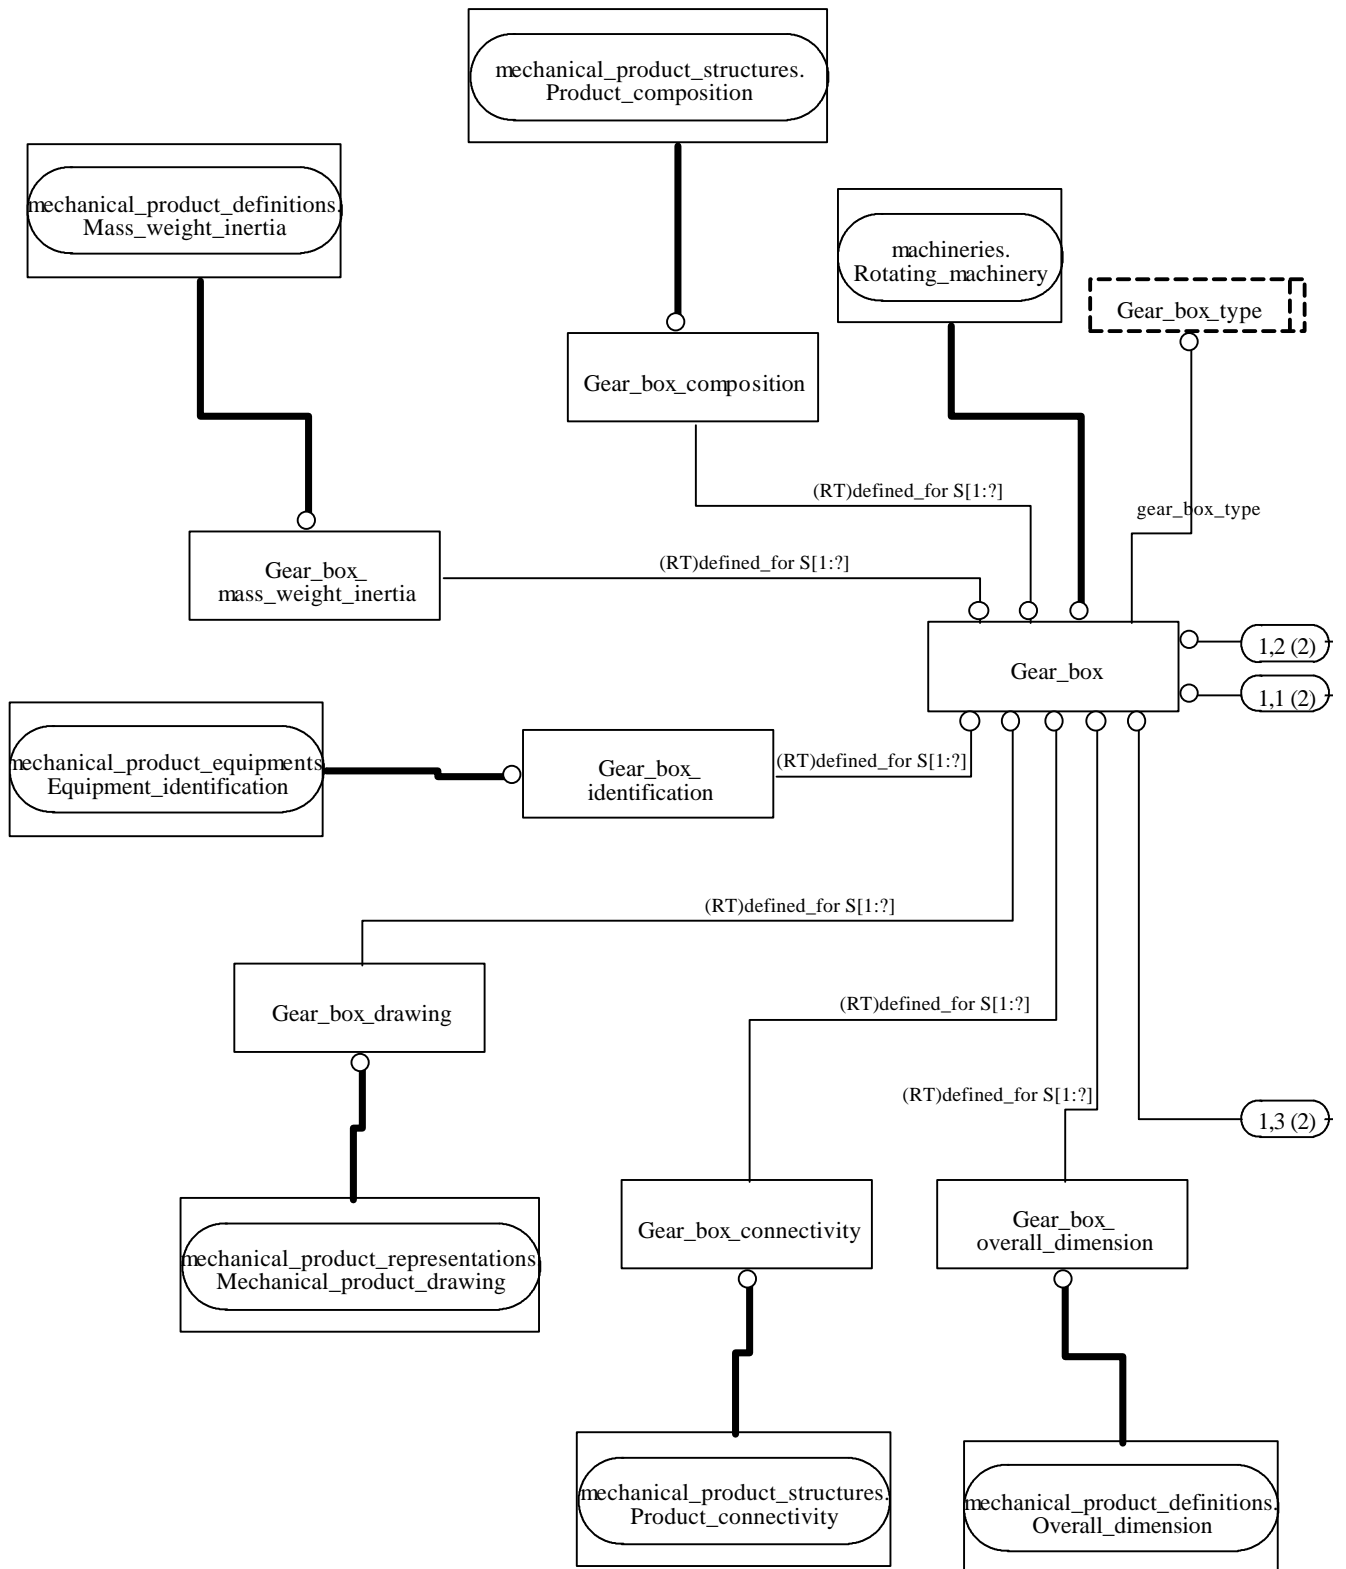 mechanical_product_structures.
Product_composition
mechanical_product_definitions.
Mass_weight_inertia
machineries.
Rotating_machinery
Gear_box_type
Gear_box_composition
(RT)defined_for S[1:?]
gear_box_type
(RT)defined_for S[1:?]
Gear_box_
mass_weight_inertia
Gear_box
1,2 (2)
1,1 (2)
mechanical_product_equipments
Equipment_identification
Gear_box_
identification
(RT)defined_for S[1:?]
(RT)defined_for S[1:?]
Gear_box_drawing
(RT)defined_for S[1:?]
(RT)defined_for S[1:?]
1,3 (2)
Gear_box_connectivity
Gear_box_
overall_dimension
mechanical_product_representations
Mechanical_product_drawing
mechanical_product_structures.
Product_connectivity
mechanical_product_definitions.
Overall_dimension